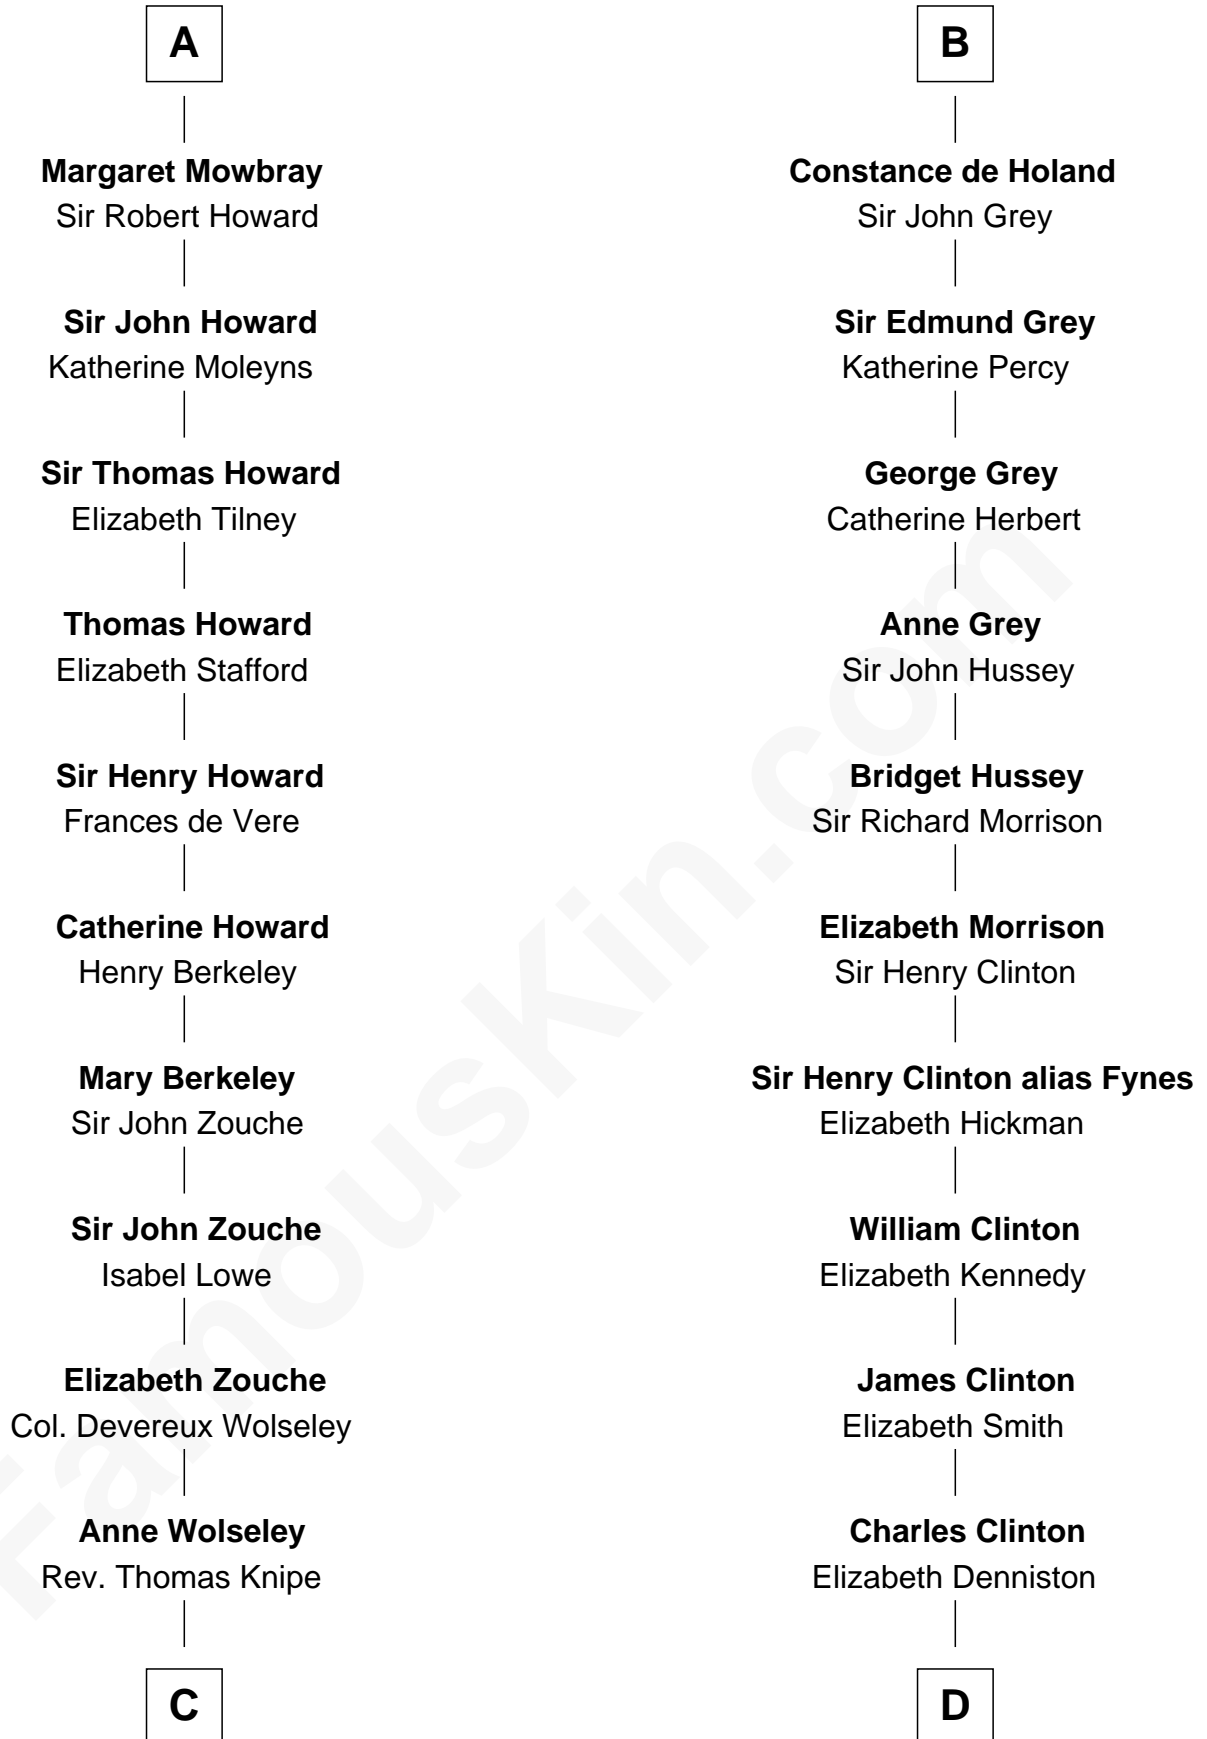 A
Margaret Mowbray
Sir Robert Howard
Sir John Howard
Katherine Moleyns
Sir Thomas Howard
Elizabeth Tilney
Thomas Howard
Elizabeth Stafford
Sir Henry Howard
Frances de Vere
Catherine Howard
Henry Berkeley
Mary Berkeley
Sir John Zouche
Sir John Zouche
Isabel Lowe
Elizabeth Zouche
Col. Devereux Wolseley
Anne Wolseley
Rev. Thomas Knipe
C
B
Constance de Holand
Sir John Grey
Sir Edmund Grey
Katherine Percy
George Grey
Catherine Herbert
Anne Grey
Sir John Hussey
Bridget Hussey
Sir Richard Morrison
Elizabeth Morrison
Sir Henry Clinton
Sir Henry Clinton alias Fynes
Elizabeth Hickman
William Clinton
Elizabeth Kennedy
James Clinton
Elizabeth Smith
Charles Clinton
Elizabeth Denniston
D
FamousKin.com